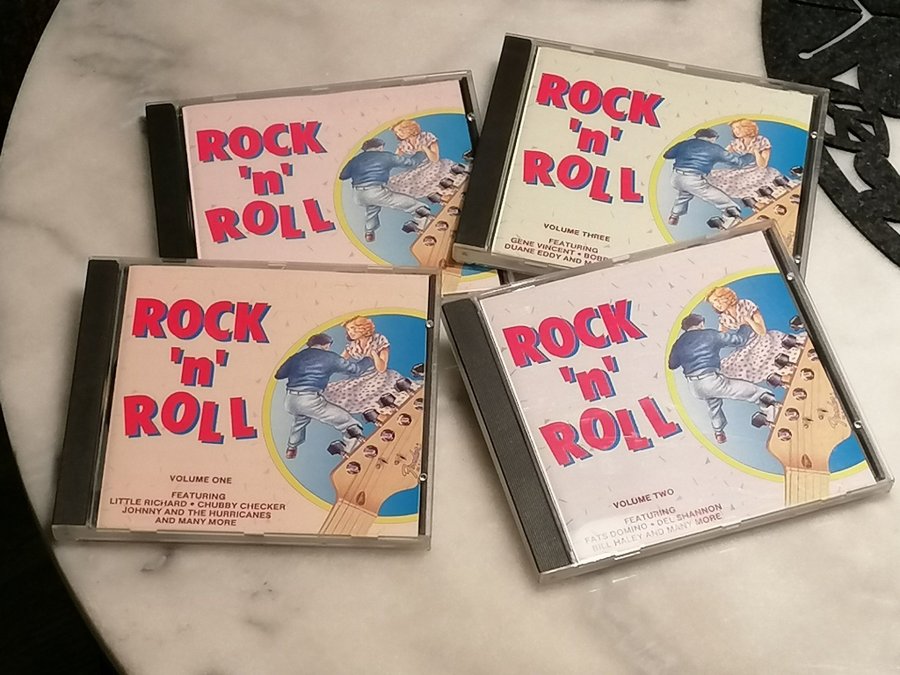 ROCK
'n'
ROLL
ROCK
'n'
ROLL
VOLUME THREE
FEATURING
GENE VINCENT • BOBB
DUANE EDDY AND M
ROCK
'n'
ROLL
VOLUME ONE
FEATURING
LITTLE RICHARD • CHUBBY CHECKER
JOHNNY AND THE HURRICANES
AND MANY MORE
ROCK
'n'
ROLL
VOLUME TWO
FEATURING
FATS DOMINO • DEL SHANNON
BILL HALEY AND MANY MORE